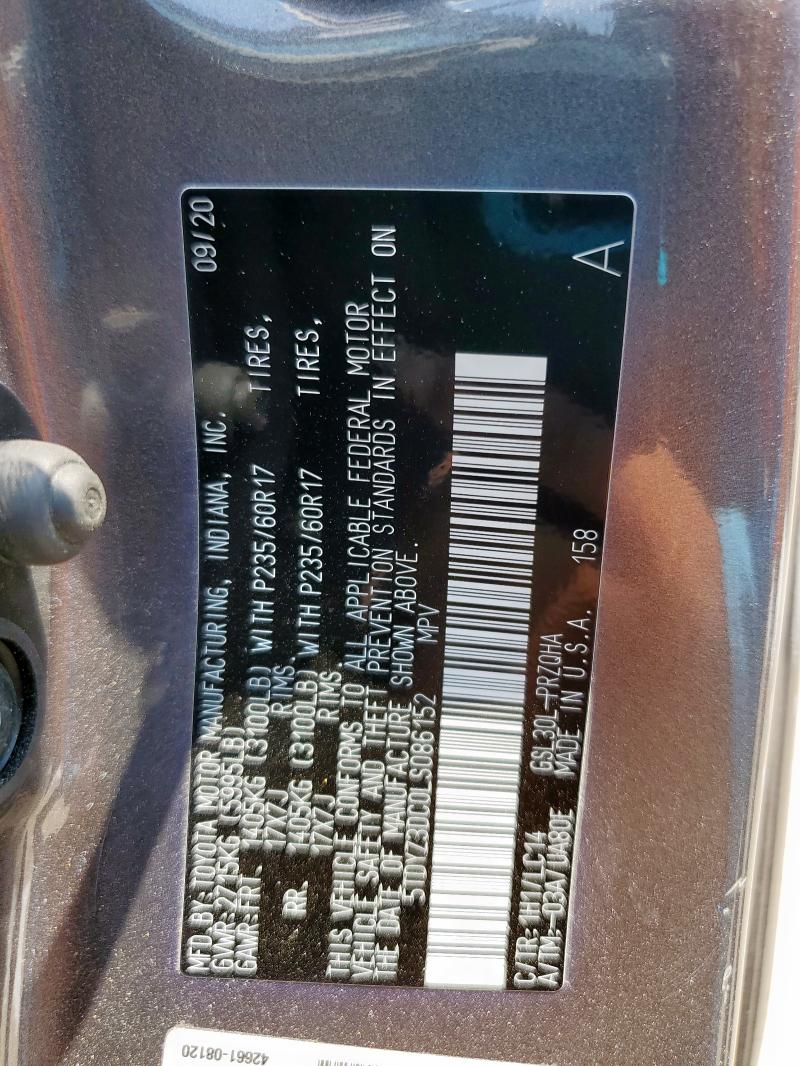 MFD BY: TOYOTA MOTOR MANUFACTURING, INDIANA, INC. 09/20
GVWR: 2715KG (5995LB)
GAWR: FRT. 1405KG (3100LB) WITH P235/60R17 TIRES,
17X7J RIMS
RR. 1405KG (3100LB) WITH P235/60R17 TIRES,
17X7J RIMS
THIS VEHICLE CONFORMS TO ALL APPLICABLE FEDERAL MOTOR
VEHICLE SAFETY AND THEFT PREVENTION STANDARDS IN EFFECT ON
THE DATE OF MANUFACTURE SHOWN ABOVE.
5TDYZ3DC0LS086152 MPV
C/TR: 1H1/LC14 GSL30L-PRZQHA
A/TM: -03A/UA80E MADE IN U.S.A. 158 A
42661-08120